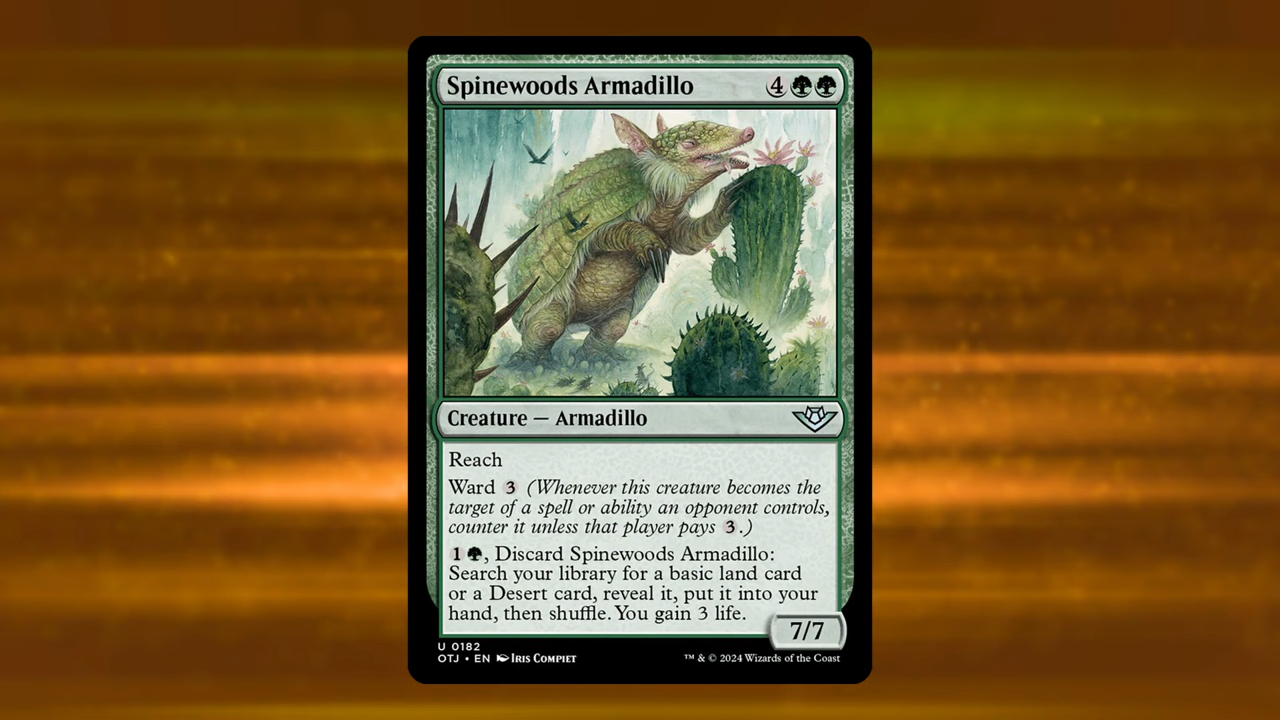 Spinewoods Armadillo 4
Creature — Armadillo
Reach
Ward 3 (Whenever this creature becomes the
target of a spell or ability an opponent controls,
counter it unless that player pays 3.)
1, Discard Spinewoods Armadillo:
Search your library for a basic land card
or a Desert card, reveal it, put it into your
hand, then shuffle. You gain 3 life.
7/7
U 0182
OTJ • EN Iris Compiet
™ & © 2024 Wizards of the Coast